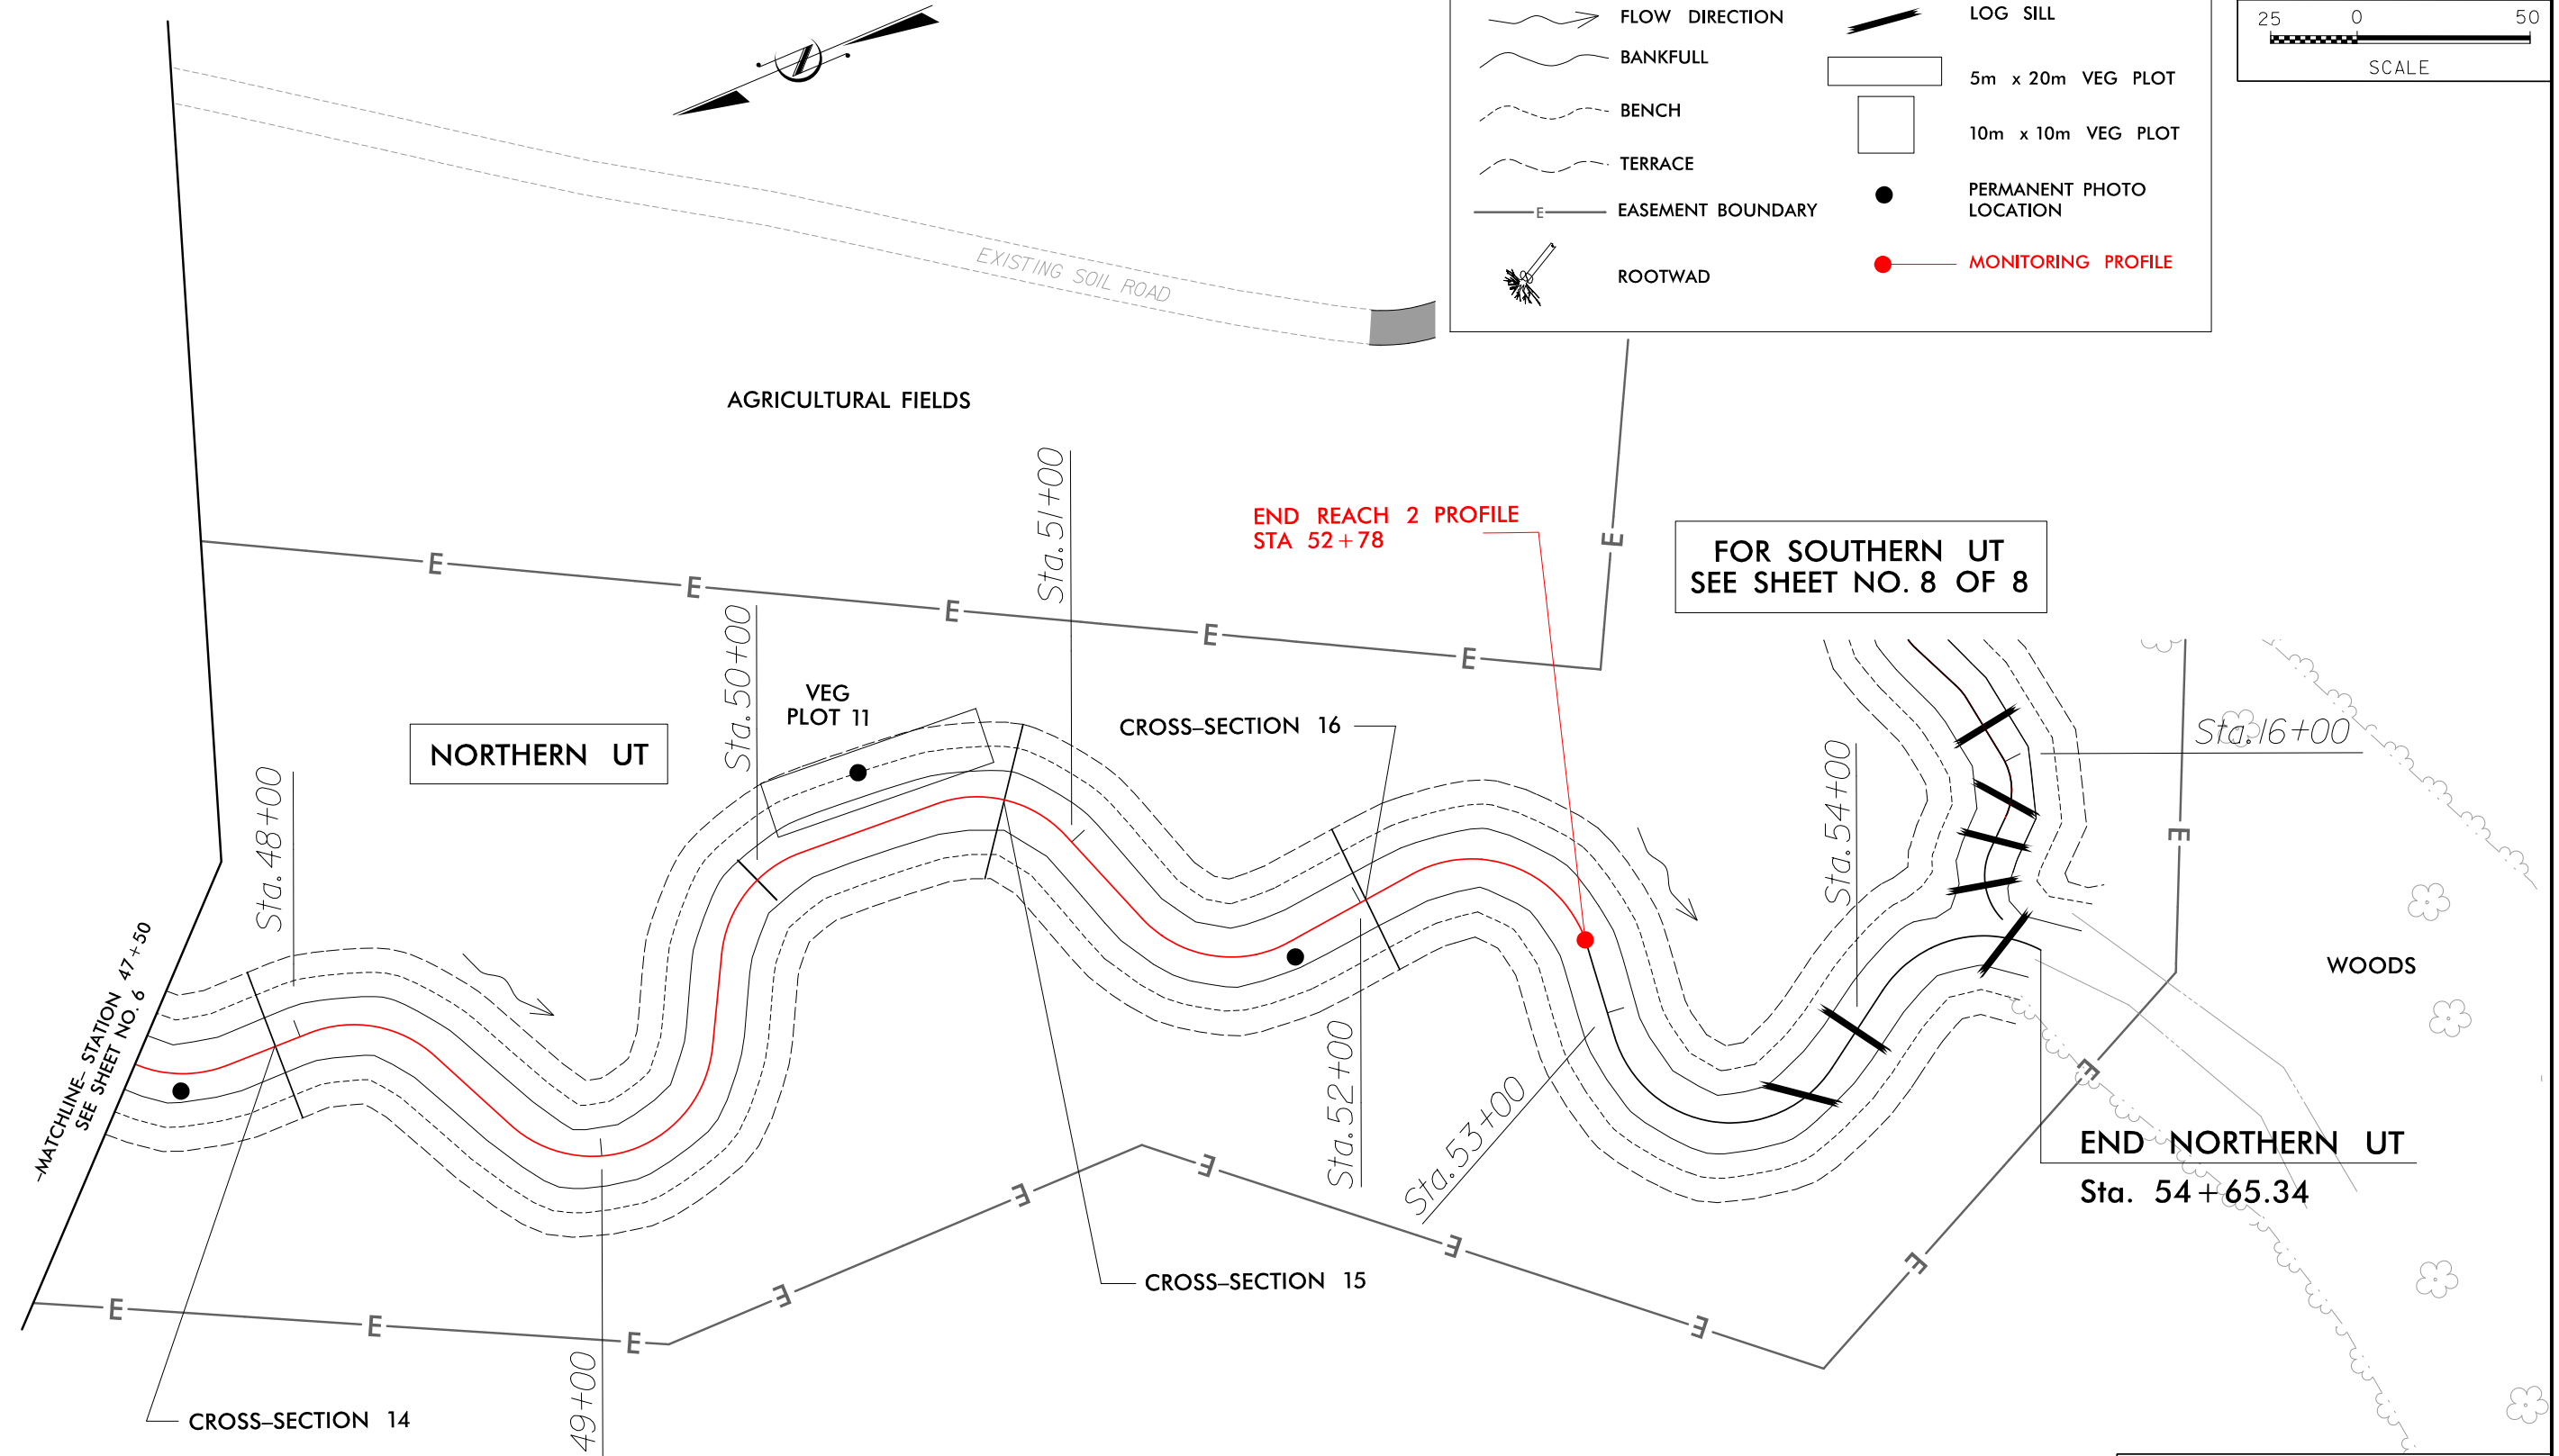 FLOW DIRECTION
BANKFULL
BENCH
TERRACE
E
EASEMENT BOUNDARY
ROOTWAD
LOG SILL
5m x 20m VEG PLOT
10m x 10m VEG PLOT
PERMANENT PHOTO
LOCATION
MONITORING PROFILE
25 0 50
SCALE
EXISTING SOIL ROAD
AGRICULTURAL FIELDS
Sta. 51+00
END REACH 2 PROFILE
STA 52+78
FOR SOUTHERN UT
SEE SHEET NO. 8 OF 8
E
E
E
E
E
E
Sta. 50+00
VEG
PLOT 11
NORTHERN UT
CROSS-SECTION 16
Sta. 16+00
Sta. 48+00
Sta. 54+00
E
WOODS
-MATCHLINE- STATION 47+50
SEE SHEET NO. 6
Sta. 52+00
Sta. 53+00
E
END NORTHERN UT
Sta. 54+65.34
E
E
E
E
E
CROSS-SECTION 15
E
E
E
E
49+00
CROSS-SECTION 14